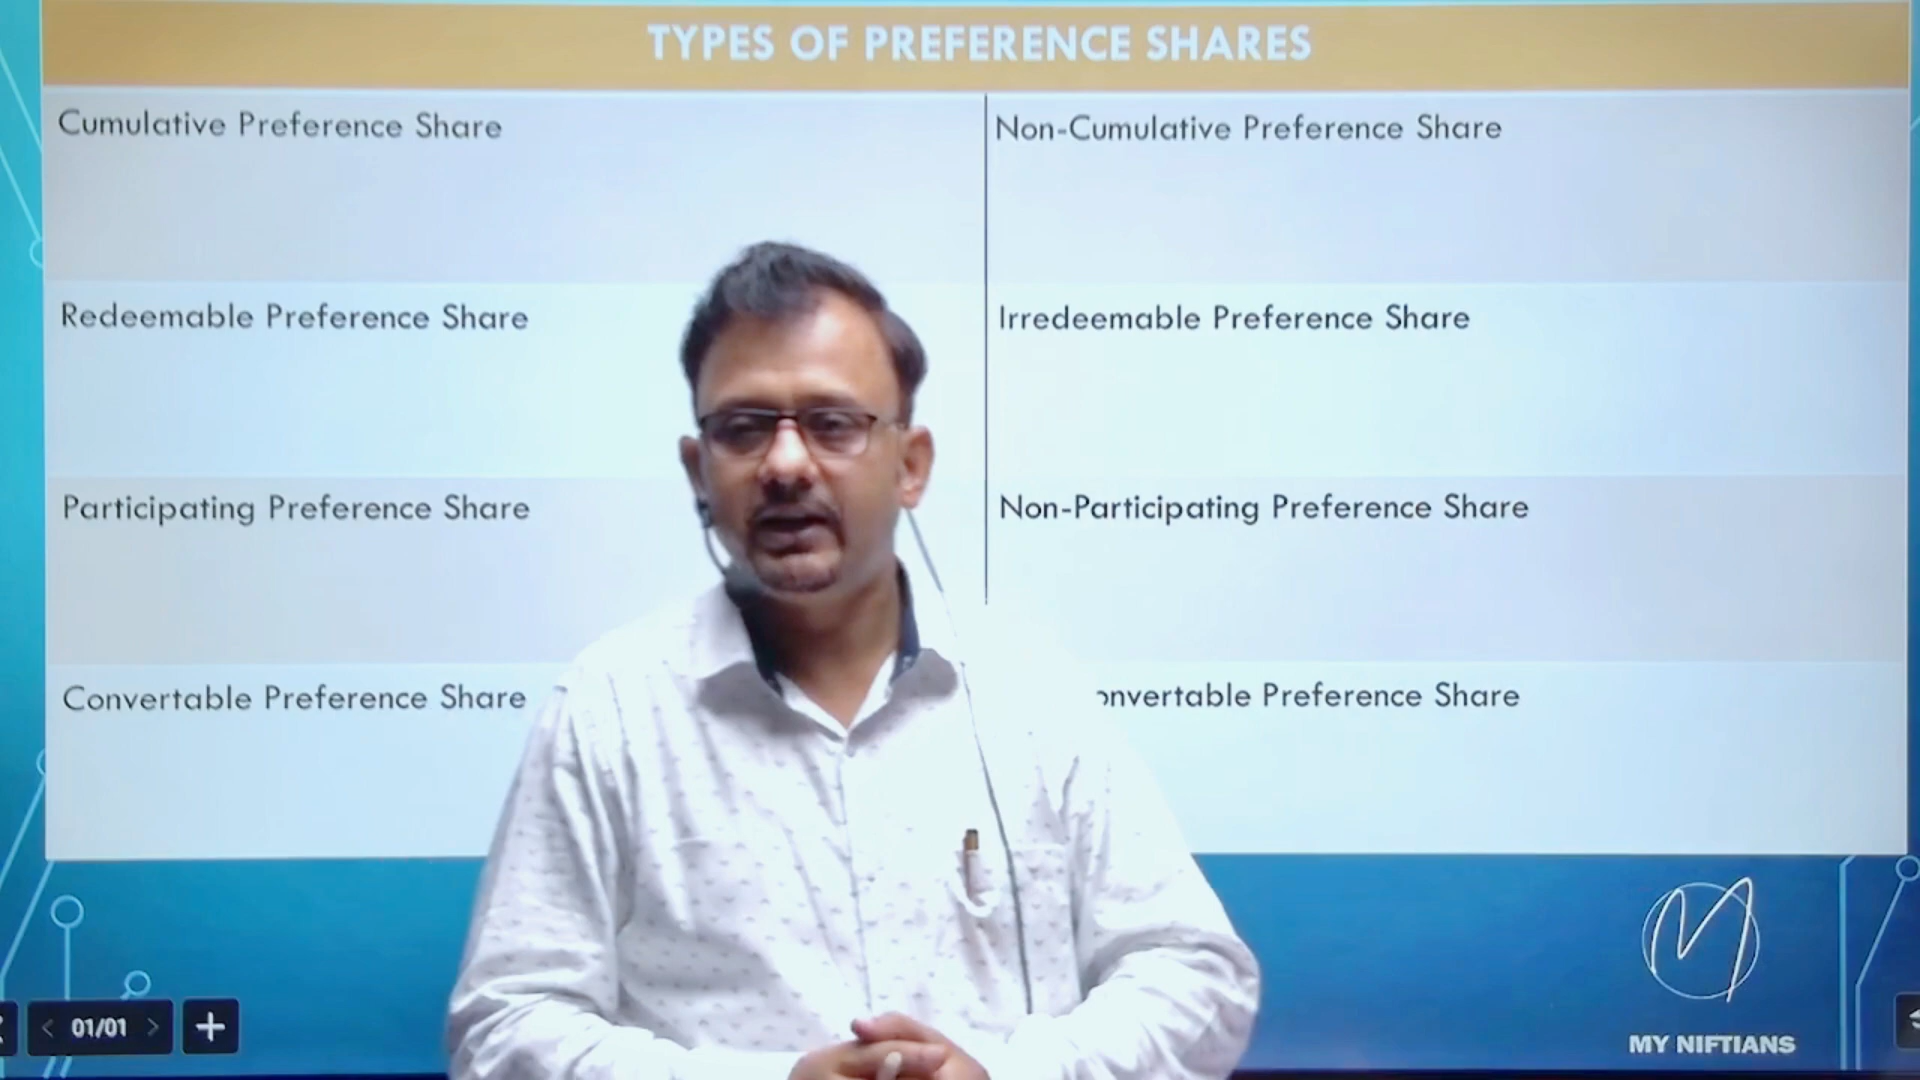 TYPES OF PREFERENCE SHARES
Cumulative Preference Share
Non-Cumulative Preference Share
Redeemable Preference Share
Irredeemable Preference Share
Participating Preference Share
Non-Participating Preference Share
Convertable Preference Share
onvertable Preference Share
01/01
MY NIFTIANS